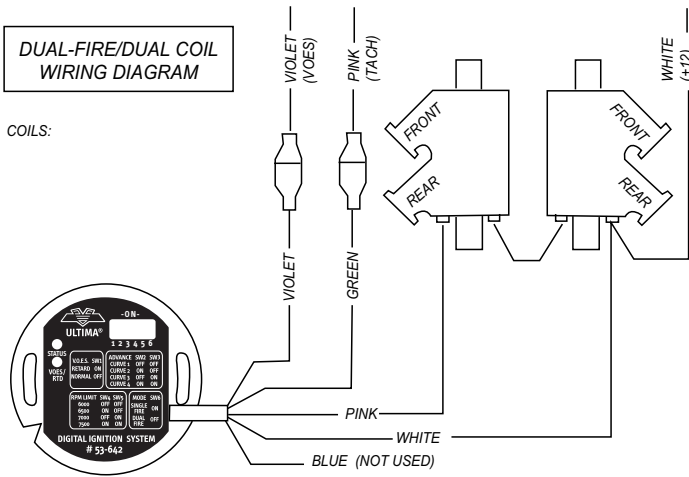 DUAL-FIRE/DUAL COIL
WIRING DIAGRAM
COILS:
VIOLET
(VOES)
PINK
(TACH)
WHITE
(+12)
FRONT
REAR
FRONT
REAR
VIOLET
GREEN
-ON-
ULTIMA®
1 2 3 4 5 6
STATUS
VOES/
RTD
V.O.E.S. SW1
RETARD ON
NORMAL OFF
ADVANCE SW2 SW3
CURVE 1 OFF OFF
CURVE 2 ON OFF
CURVE 3 OFF ON
CURVE 4 ON ON
RPM LIMIT SW4 SW5
6000 OFF OFF
6500 ON OFF
7000 OFF ON
7500 ON ON
MODE SW6
SINGLE
FIRE ON
DUAL
FIRE OFF
DIGITAL IGNITION SYSTEM
# 53-642
PINK
WHITE
BLUE (NOT USED)